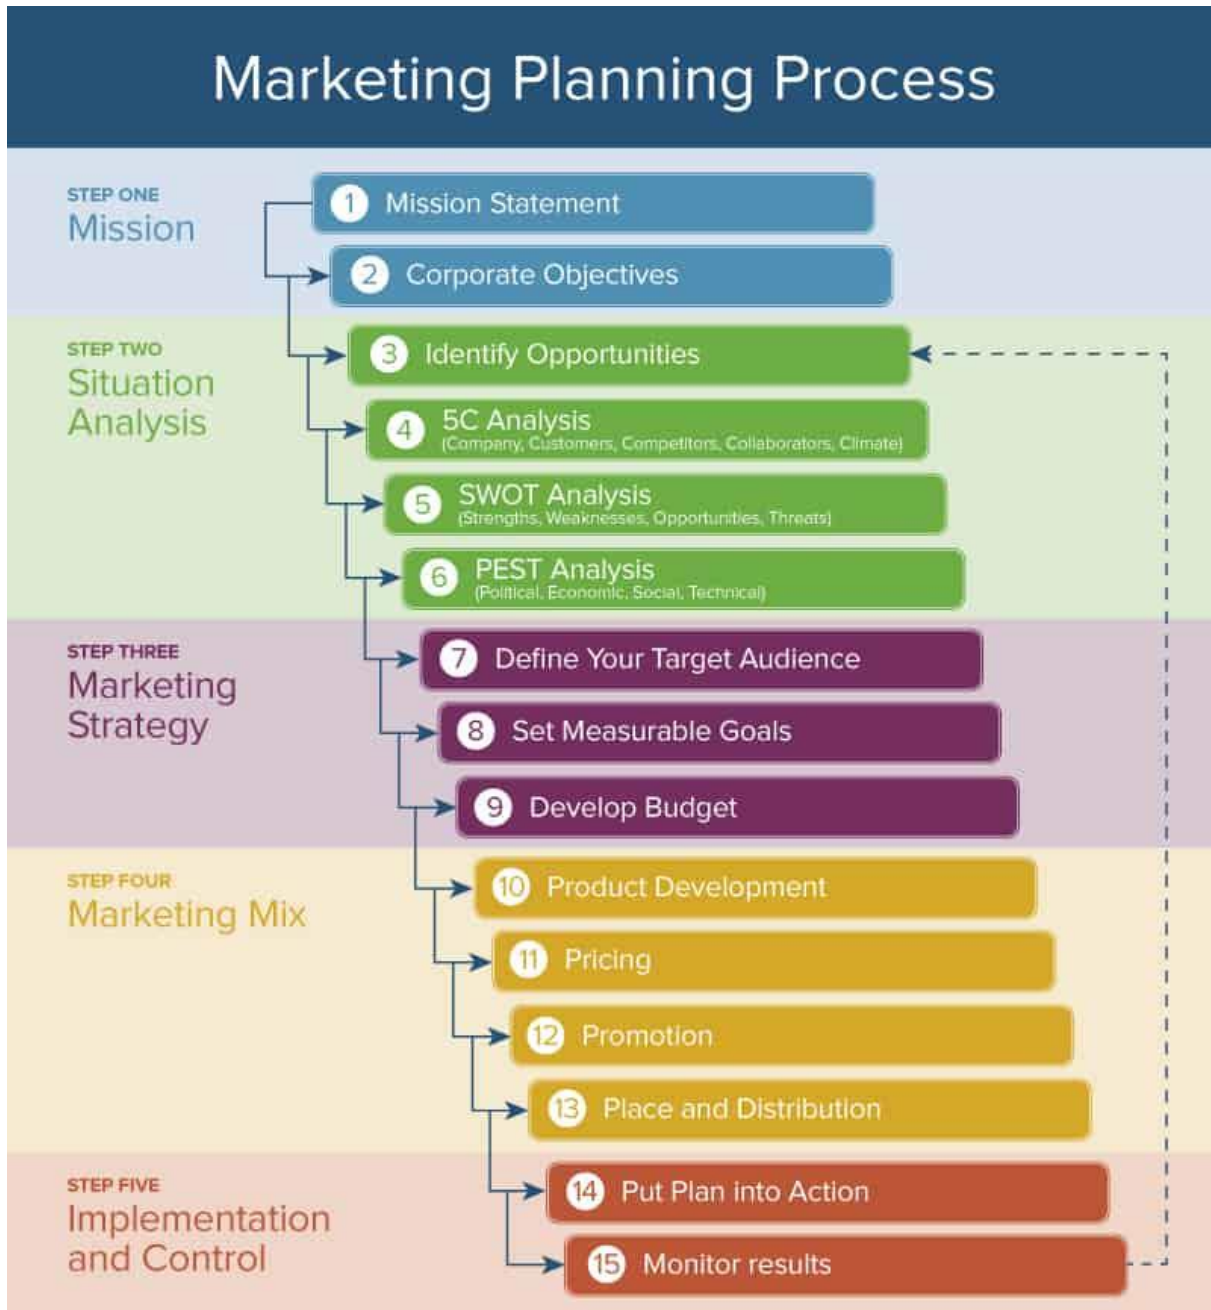 Marketing Planning Process
STEP ONE
Mission
1 Mission Statement
2 Corporate Objectives
STEP TWO
Situation
Analysis
3 Identify Opportunities
4 5C Analysis
(Company, Customers, Competitors, Collaborators, Climate)
5 SWOT Analysis
(Strengths, Weaknesses, Opportunities, Threats)
6 PEST Analysis
(Political, Economic, Social, Technical)
STEP THREE
Marketing
Strategy
7 Define Your Target Audience
8 Set Measurable Goals
9 Develop Budget
STEP FOUR
Marketing Mix
10 Product Development
11 Pricing
12 Promotion
13 Place and Distribution
STEP FIVE
Implementation
and Control
14 Put Plan into Action
15 Monitor results